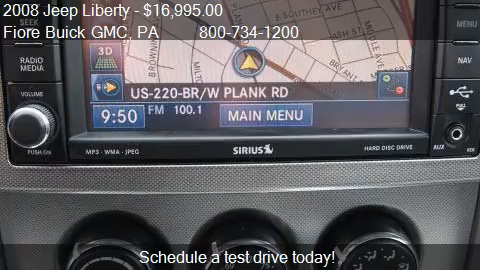 2008 Jeep Liberty - $16,995.00
Fiore Buick GMC, PA 800-734-1200
SEEK
RADIO
MEDIA
MENU
NAV
3D
US-220-BR/W PLANK RD
9:50 FM 100.1 MAIN MENU
VOLUME
PUSH ON
PULL
AUX
MP3 · WMA · JPEG
SIRIUS
HARD DISC DRIVE
Schedule a test drive today!